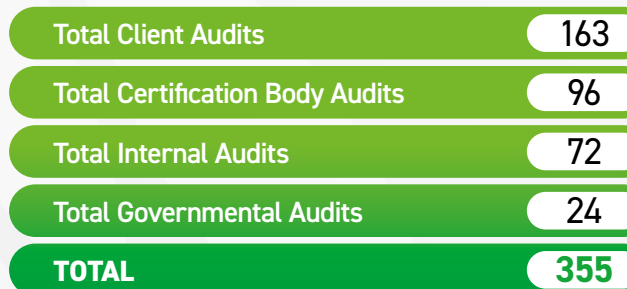 Total Client Audits 163
Total Certification Body Audits 96
Total Internal Audits 72
Total Governmental Audits 24
TOTAL 355